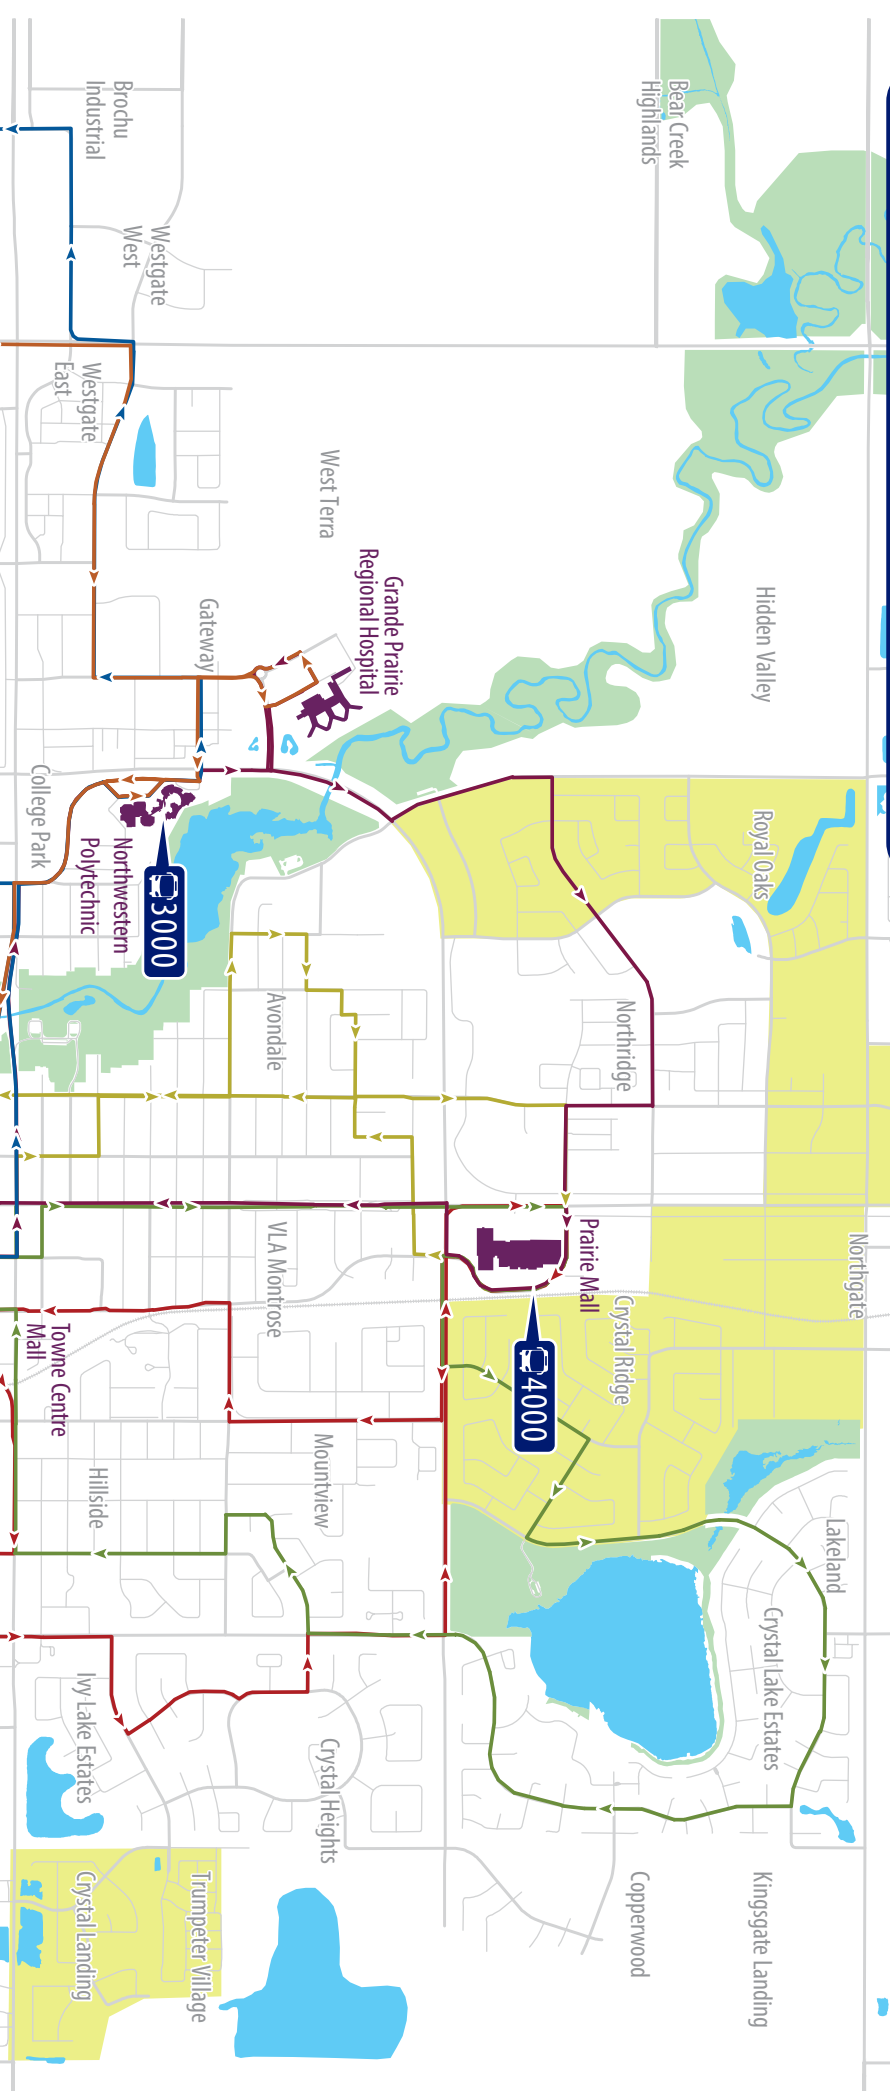 Brochu
Industrial
Westgate
West
Westgate
East
West Terra
Gateway
Grande Prairie
Regional Hospital
Bear Creek
Highlands
Hidden Valley
College Park
Northwestern
Polytechnic
3000
Royal Oaks
Avondale
Northridge
Prairie Mall
VLA Montrose
Northgate
Crystal Ridge
4000
Towne Centre
Mall
Hillside
Mountview
Lakeland
Crystal Lake Estates
Ivy Lake Estates
Crystal Heights
Crystal Landing
Trumpeter Village
Copperwood
Kingsgate Landing